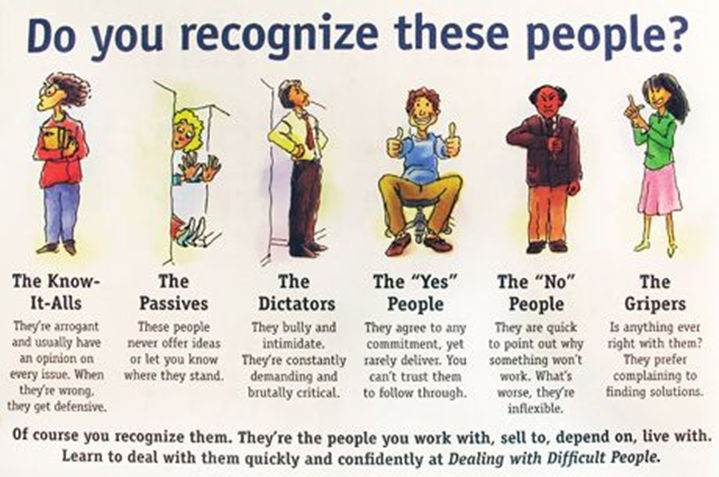 Do you recognize these people?
The Know-
It-Alls
They're arrogant
and usually have
an opinion on
every issue. When
they're wrong,
they get defensive.
The
Passives
These people
never offer ideas
or let you know
where they stand.
The
Dictators
They bully and
intimidate.
They're constantly
demanding and
brutally critical.
The "Yes"
People
They agree to any
commitment, yet
rarely deliver. You
can't trust them
to follow through.
The "No"
People
They are quick
to point out why
something won't
work. What's
worse, they're
inflexible.
The
Gripers
Is anything ever
right with them?
They prefer
complaining to
finding solutions.
Of course you recognize them. They're the people you work with, sell to, depend on, live with.
Learn to deal with them quickly and confidently at Dealing with Difficult People.